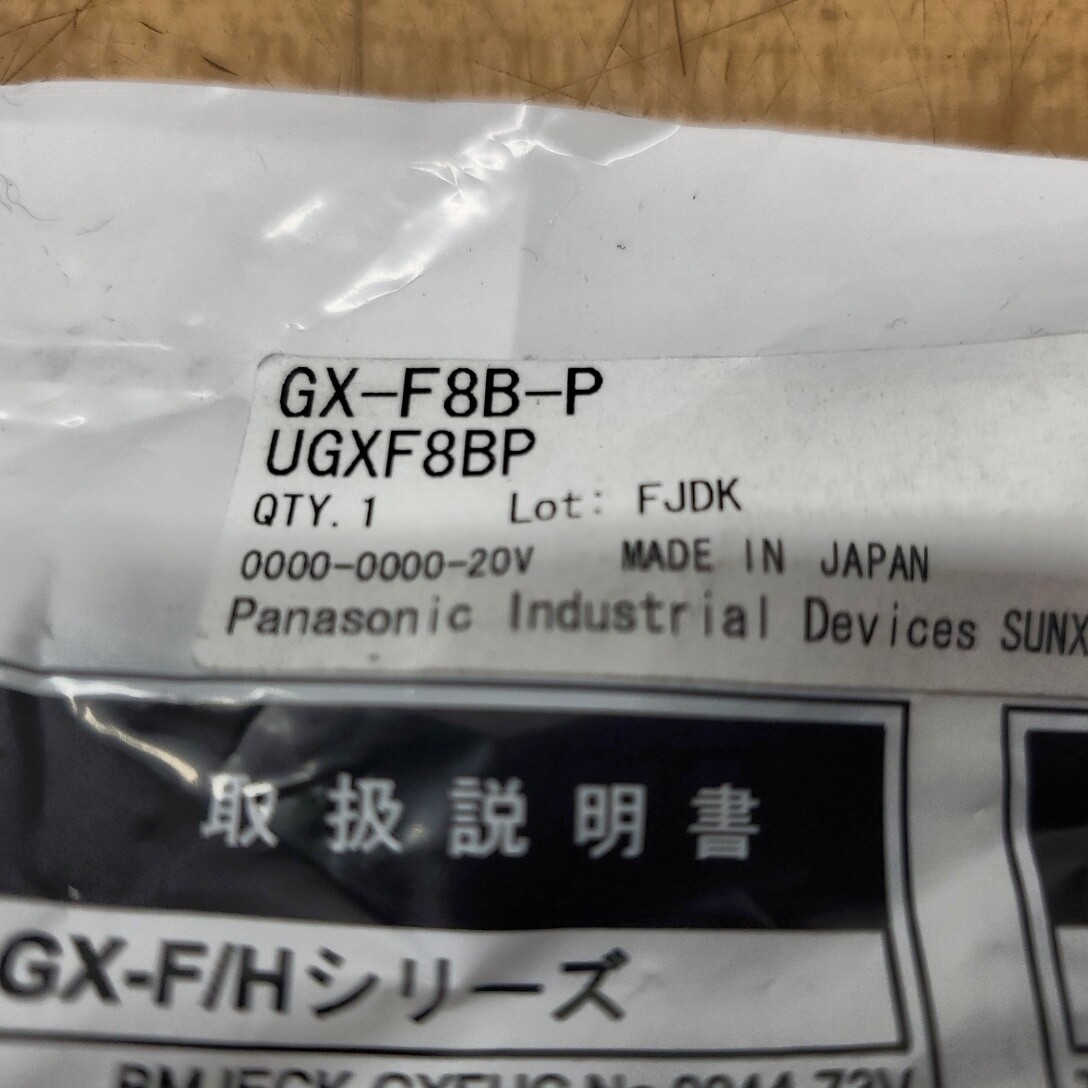 GX-F8B-P
UGXF8BP
QTY. 1 Lot: FJDK
0000-0000-20V MADE IN JAPAN
Panasonic Industrial Devices SUNX
取扱説明書
GX-F/Hシリーズ